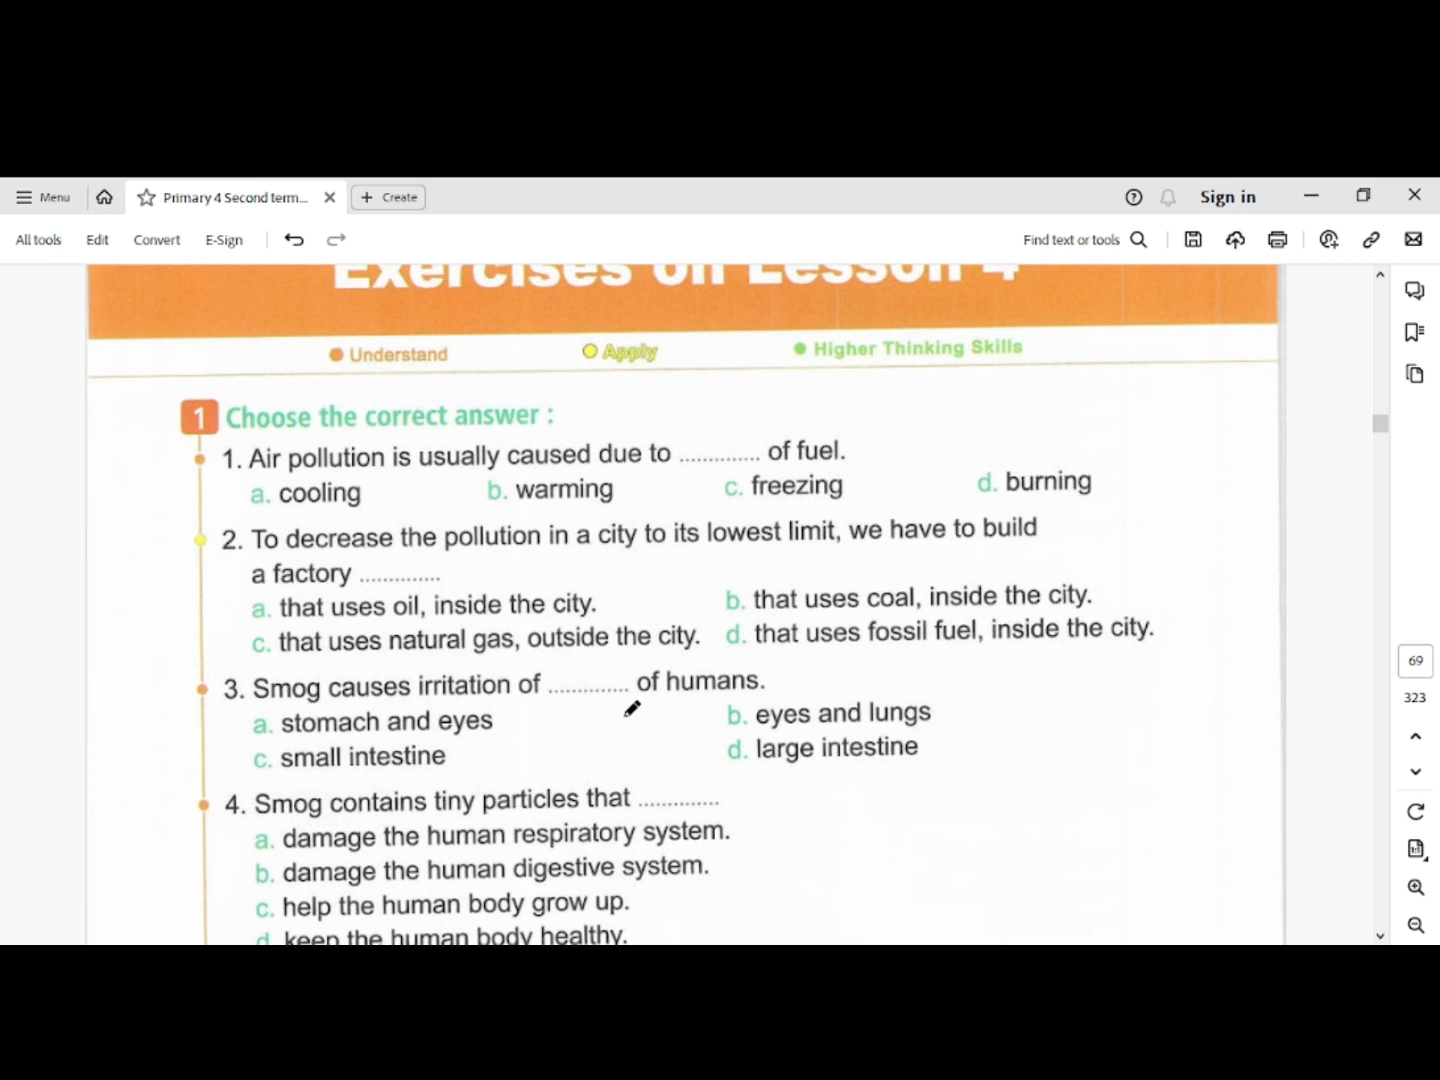 Menu
Primary 4 Second term...
Create
Sign in
All tools
Edit
Convert
E-Sign
Find text or tools
Exercises on Lesson 4
Understand
Apply
Higher Thinking Skills
1 Choose the correct answer :
1. Air pollution is usually caused due to ............. of fuel.
a. cooling b. warming c. freezing d. burning
2. To decrease the pollution in a city to its lowest limit, we have to build
a factory .............
a. that uses oil, inside the city. b. that uses coal, inside the city.
c. that uses natural gas, outside the city. d. that uses fossil fuel, inside the city.
3. Smog causes irritation of ............. of humans.
a. stomach and eyes b. eyes and lungs
c. small intestine d. large intestine
4. Smog contains tiny particles that .............
a. damage the human respiratory system.
b. damage the human digestive system.
c. help the human body grow up.
d. keep the human body healthy.
69
323